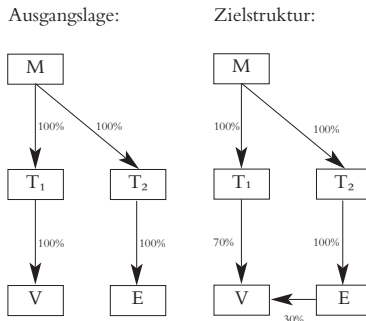 Ausgangslage: Zielstruktur:
M M
100% 100% 100% 100%
T₁ T₂ T₁ T₂
100% 100% 70% 100%
V E V E
30%